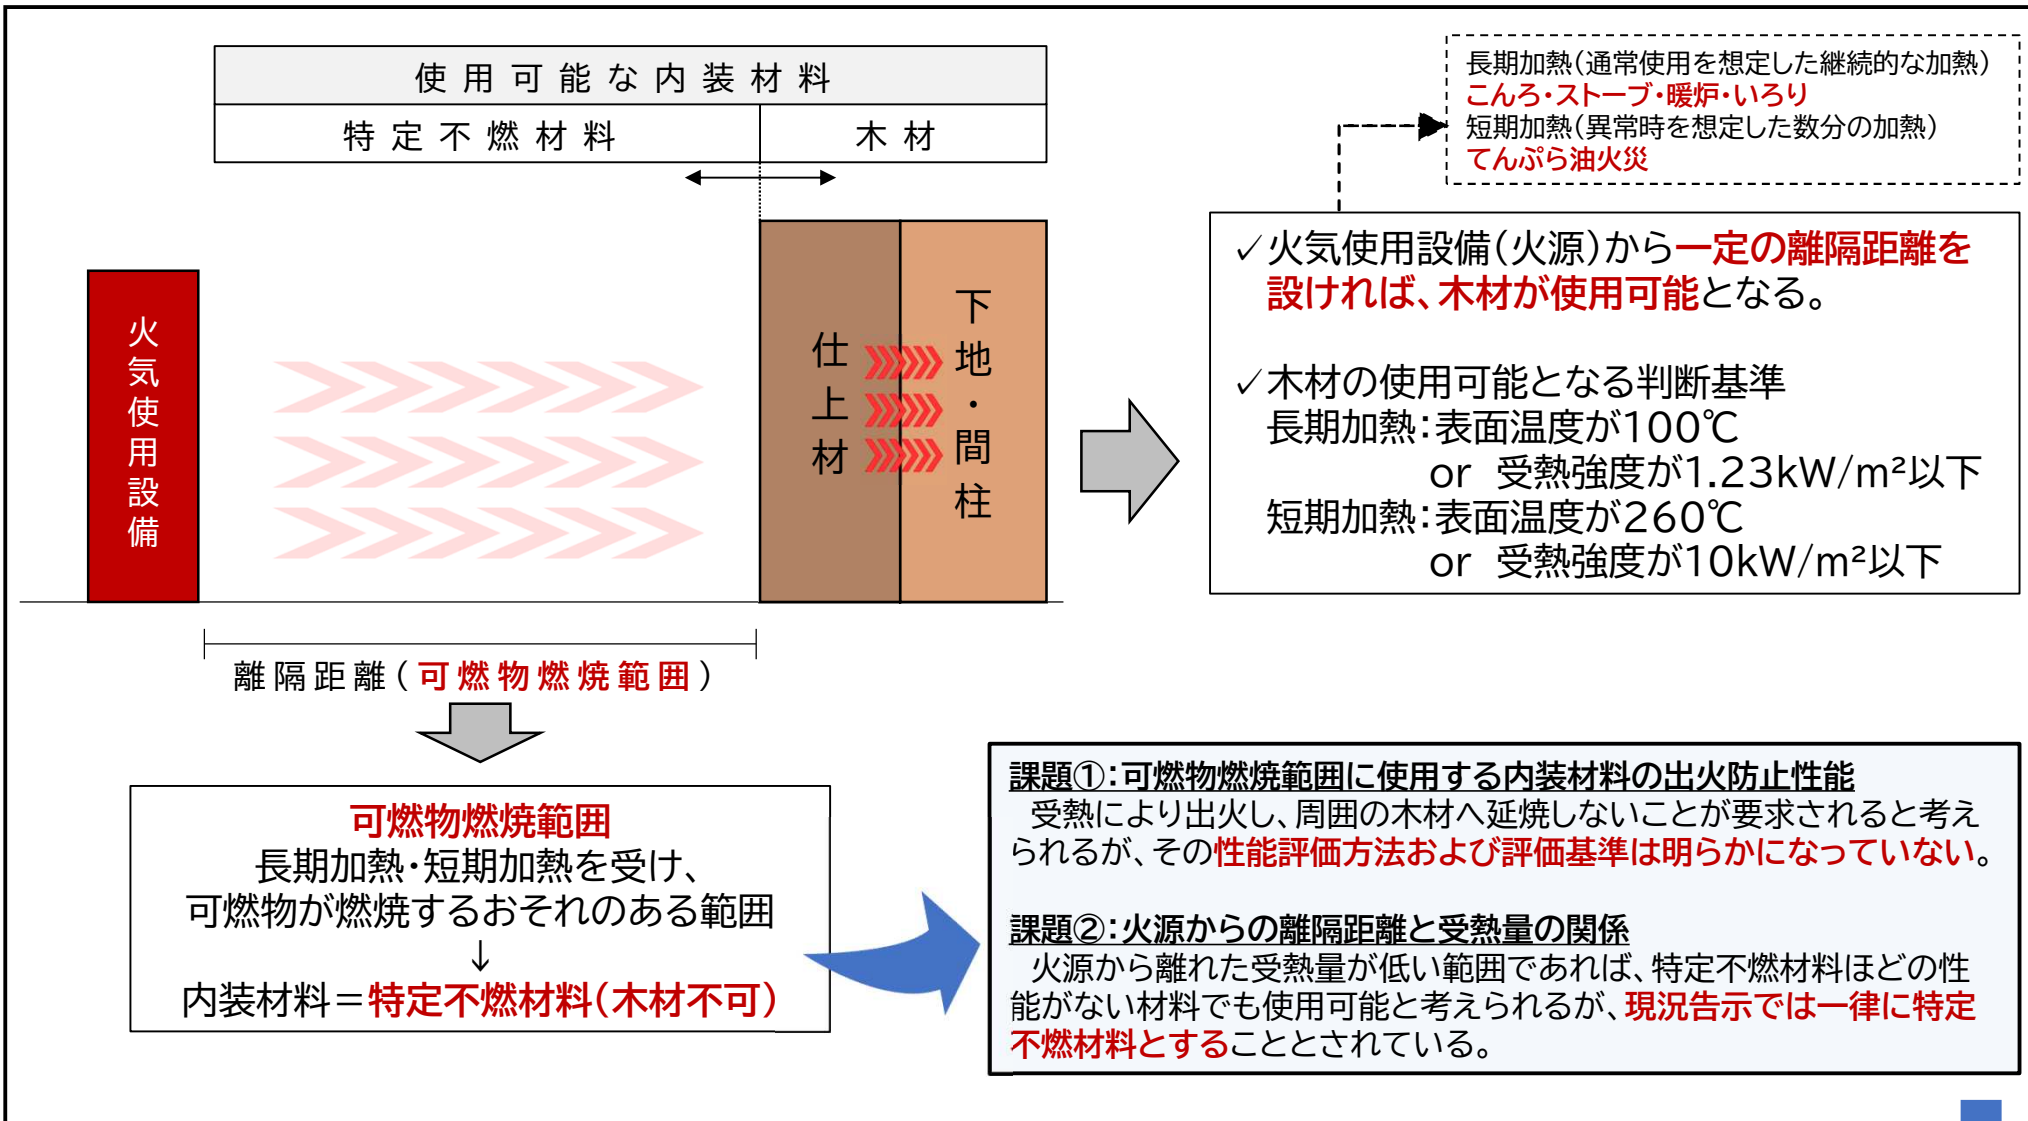 使用可能な内装材料
特定不燃材料
木材
長期加熱(通常使用を想定した継続的な加熱)
こんろ・ストーブ・暖炉・いろり
短期加熱(異常時を想定した数分の加熱)
てんぷら油火災
火気使用設備
仕上材
下地・間柱
✓火気使用設備(火源)から一定の離隔距離を
設ければ、木材が使用可能となる。
✓木材の使用可能となる判断基準
長期加熱:表面温度が100℃
or 受熱強度が1.23kW/m²以下
短期加熱:表面温度が260℃
or 受熱強度が10kW/m²以下
離隔距離(可燃物燃焼範囲)
可燃物燃焼範囲
長期加熱・短期加熱を受け、
可燃物が燃焼するおそれのある範囲
↓
内装材料=特定不燃材料(木材不可)
課題①:可燃物燃焼範囲に使用する内装材料の出火防止性能
受熱により出火し、周囲の木材へ延焼しないことが要求されると考え
られるが、その性能評価方法および評価基準は明らかになっていない。
課題②:火源からの離隔距離と受熱量の関係
火源から離れた受熱量が低い範囲であれば、特定不燃材料ほどの性
能がない材料でも使用可能と考えられるが、現況告示では一律に特定
不燃材料とすることとされている。